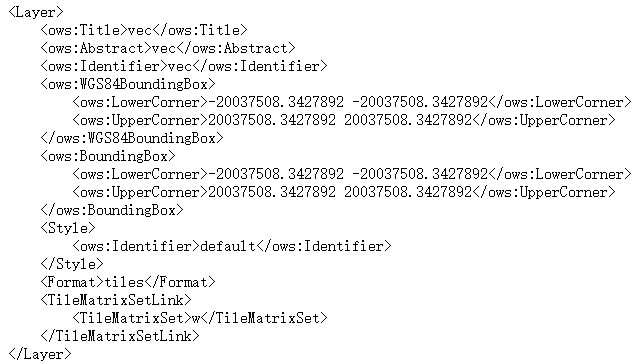 <Layer>
<ows:Title>vec</ows:Title>
<ows:Abstract>vec</ows:Abstract>
<ows:Identifier>vec</ows:Identifier>
<ows:WGS84BoundingBox>
<ows:LowerCorner>-20037508.3427892 -20037508.3427892</ows:LowerCorner>
<ows:UpperCorner>20037508.3427892 20037508.3427892</ows:UpperCorner>
</ows:WGS84BoundingBox>
<ows:BoundingBox>
<ows:LowerCorner>-20037508.3427892 -20037508.3427892</ows:LowerCorner>
<ows:UpperCorner>20037508.3427892 20037508.3427892</ows:UpperCorner>
</ows:BoundingBox>
<Style>
<ows:Identifier>default</ows:Identifier>
</Style>
<Format>tiles</Format>
<TileMatrixSetLink>
<TileMatrixSet>w</TileMatrixSet>
</TileMatrixSetLink>
</Layer>